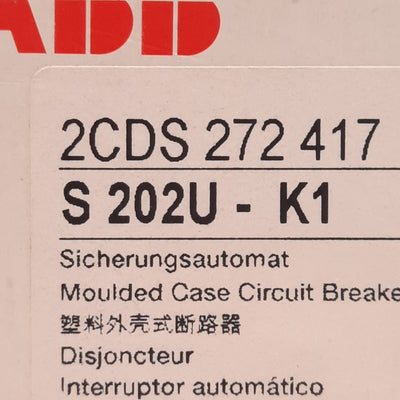 ABB
2CDS 272 417
S 202U - K1
Sicherungsautomat
Moulded Case Circuit Breake
塑料外壳式断路器
Disjoncteur
Interruptor automático